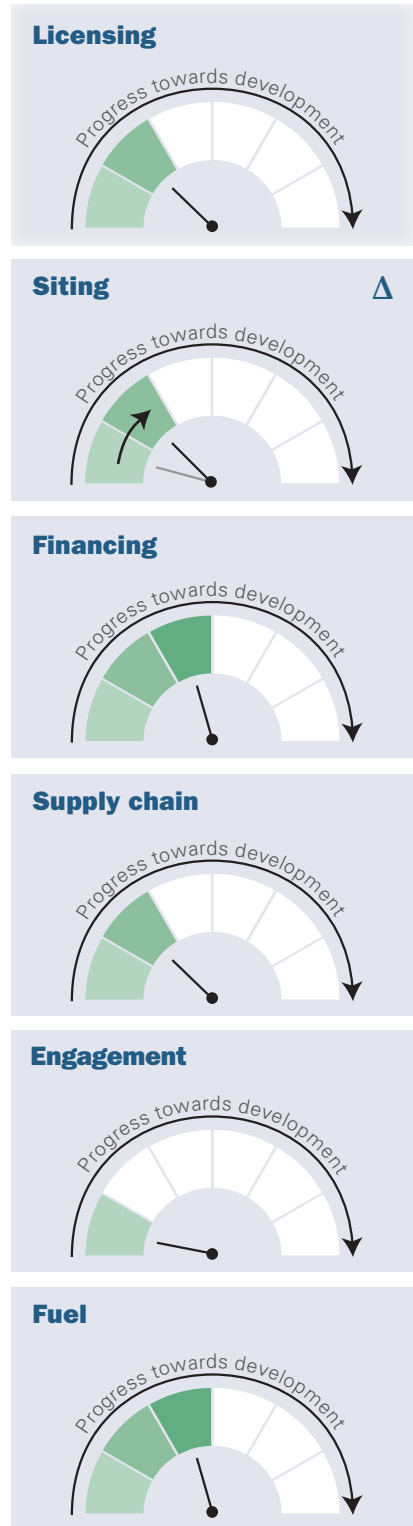 Licensing
Progress towards development
Siting Δ
Progress towards development
Financing
Progress towards development
Supply chain
Progress towards development
Engagement
Progress towards development
Fuel
Progress towards development